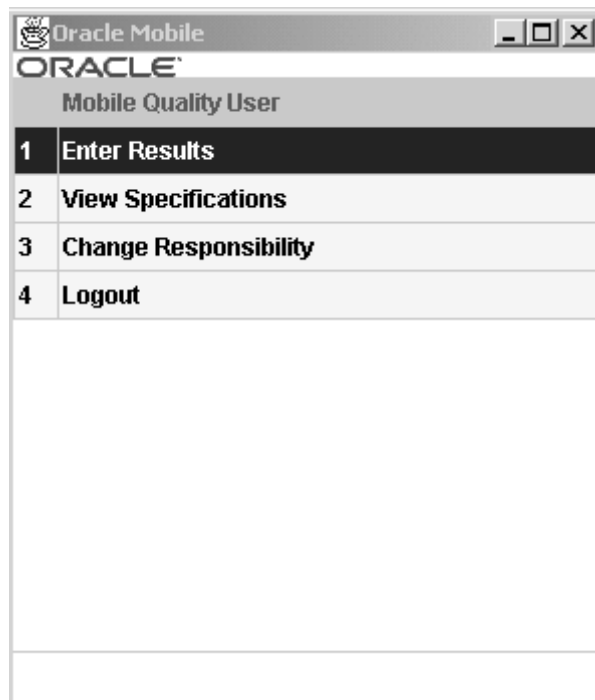 Oracle Mobile
ORACLE
Mobile Quality User
1 Enter Results
2 View Specifications
3 Change Responsibility
4 Logout